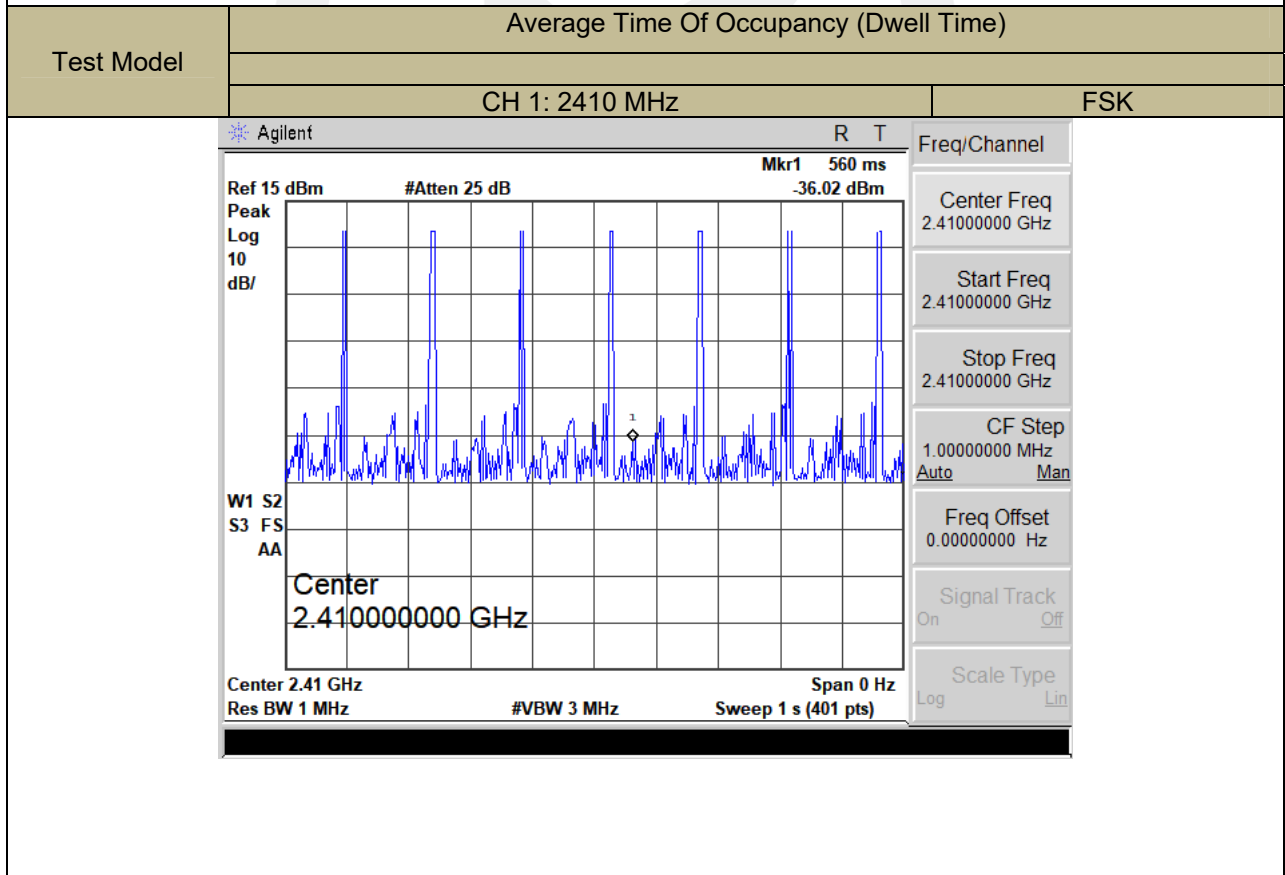 Average Time Of Occupancy (Dwell Time)
Test Model
CH 1: 2410 MHz FSK
Agilent R T
Mkr1 560 ms
Ref 15 dBm #Atten 25 dB -36.02 dBm
Peak
Log
10
dB/
1
W1 S2
S3 FS
AA
Center
2.410000000 GHz
Center 2.41 GHz Span 0 Hz
Res BW 1 MHz #VBW 3 MHz Sweep 1 s (401 pts)
Freq/Channel
Center Freq
2.41000000 GHz
Start Freq
2.41000000 GHz
Stop Freq
2.41000000 GHz
CF Step
1.00000000 MHz
Auto Man
Freq Offset
0.00000000 Hz
Signal Track
On Off
Scale Type
Log Lin